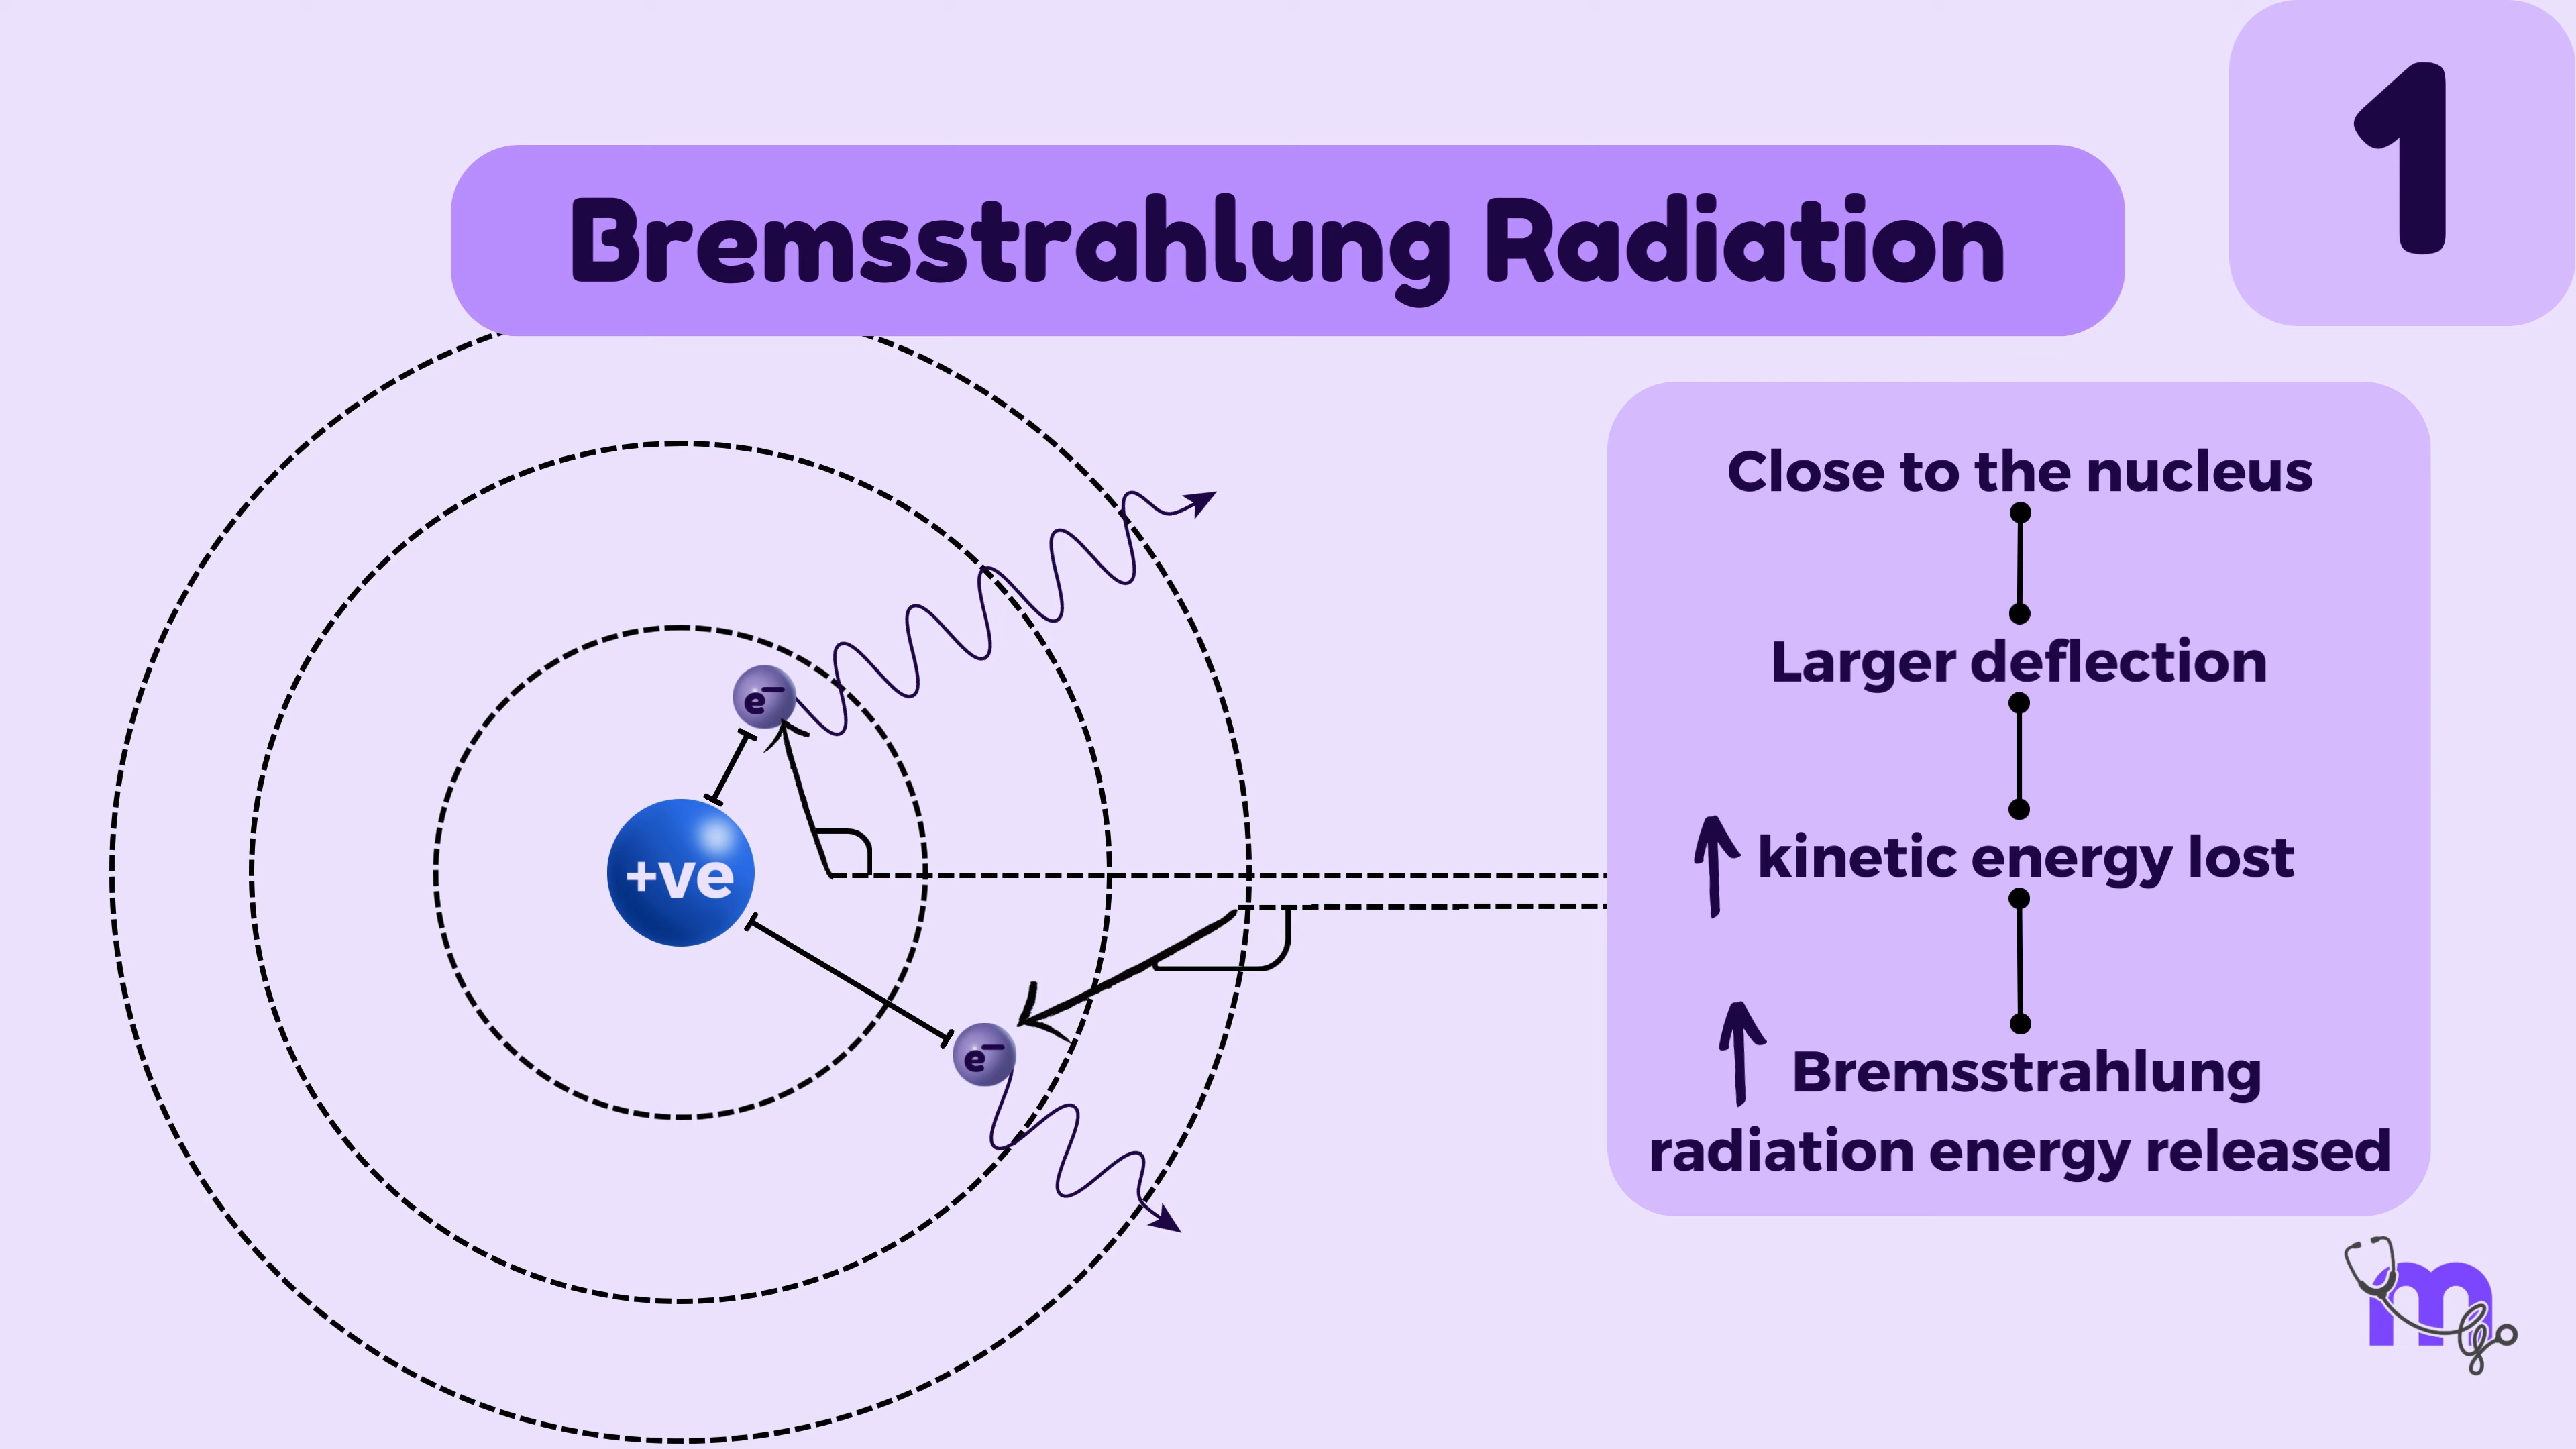 1
Bremsstrahlung Radiation
Close to the nucleus
Larger deflection
kinetic energy lost
Bremsstrahlung
radiation energy released
e⁻
+ve
e⁻
m